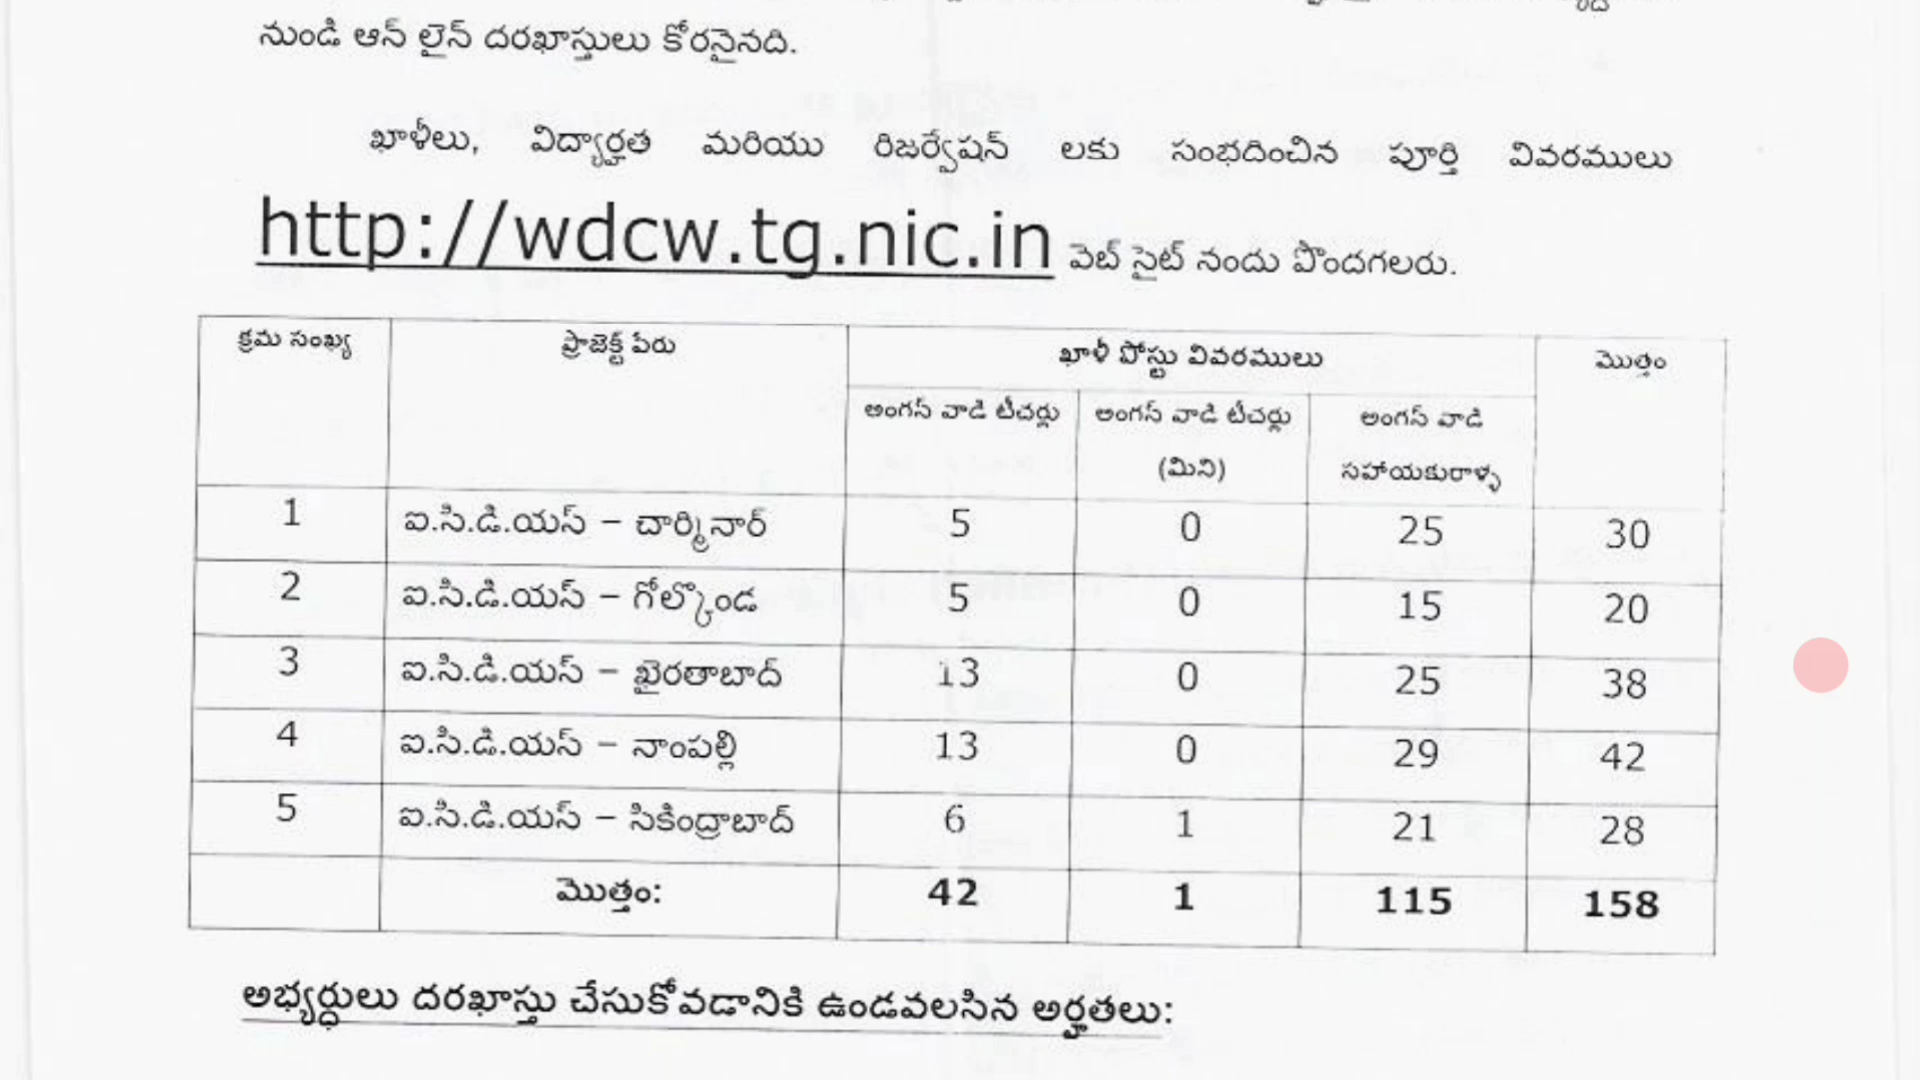 నుండి ఆన్ లైన్ దరఖాస్తులు కోరనైనది.
ఖాళీలు, విద్యార్హత మరియు రిజర్వేషన్ లకు సంభదించిన పూర్తి వివరములు
http://wdcw.tg.nic.in వెబ్ సైట్ నందు పొందగలరు.
క్రమ సంఖ్య ప్రాజెక్ట్ పేరు ఖాళీ పోస్టు వివరములు మొత్తం
అంగన్ వాడి టీచర్లు అంగన్ వాడి టీచర్లు అంగన్ వాడి
(మిని) సహాయకురాళ్ళ
1 ఐ.సి.డి.యస్ – చార్మినార్ 5 0 25 30
2 ఐ.సి.డి.యస్ – గోల్కొండ 5 0 15 20
3 ఐ.సి.డి.యస్ – ఖైరతాబాద్ 13 0 25 38
4 ఐ.సి.డి.యస్ – నాంపల్లి 13 0 29 42
5 ఐ.సి.డి.యస్ – సికింద్రాబాద్ 6 1 21 28
మొత్తం: 42 1 115 158
అభ్యర్ధులు దరఖాస్తు చేసుకోవడానికి ఉండవలసిన అర్హతలు: